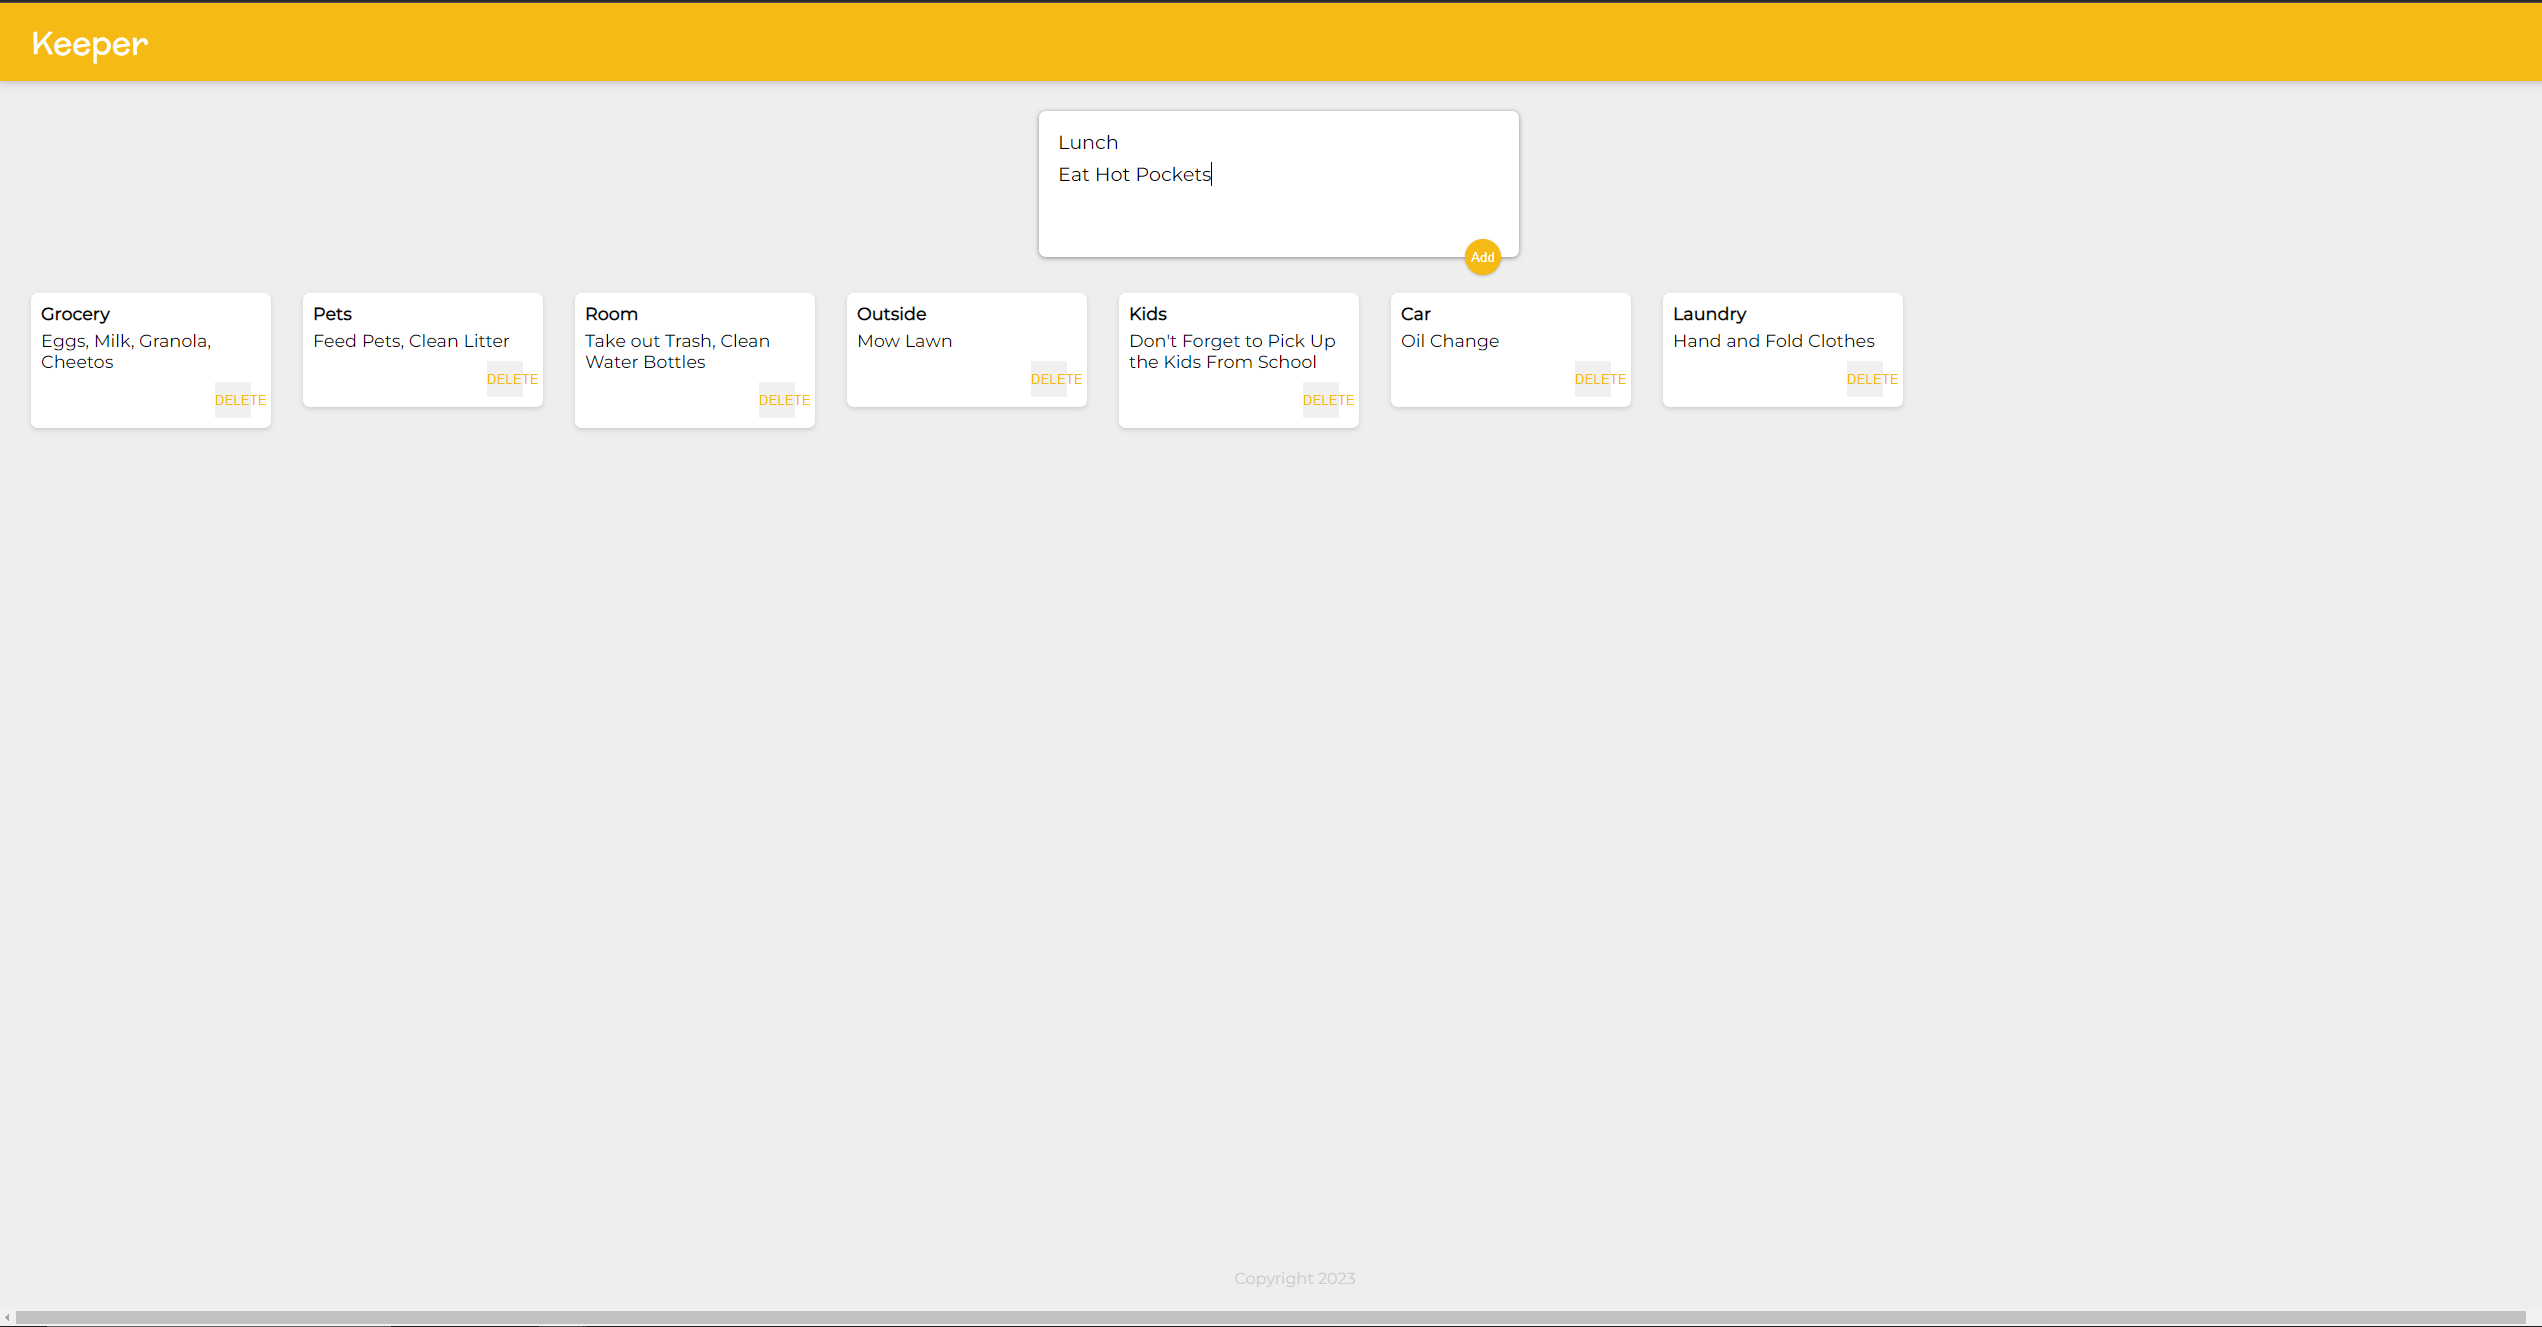 Keeper
Lunch
Eat Hot Pockets
Add
Grocery
Eggs, Milk, Granola,
Cheetos
DELETE
Pets
Feed Pets, Clean Litter
DELETE
Room
Take out Trash, Clean
Water Bottles
DELETE
Outside
Mow Lawn
DELETE
Kids
Don't Forget to Pick Up
the Kids From School
DELETE
Car
Oil Change
DELETE
Laundry
Hand and Fold Clothes
DELETE
Copyright 2023